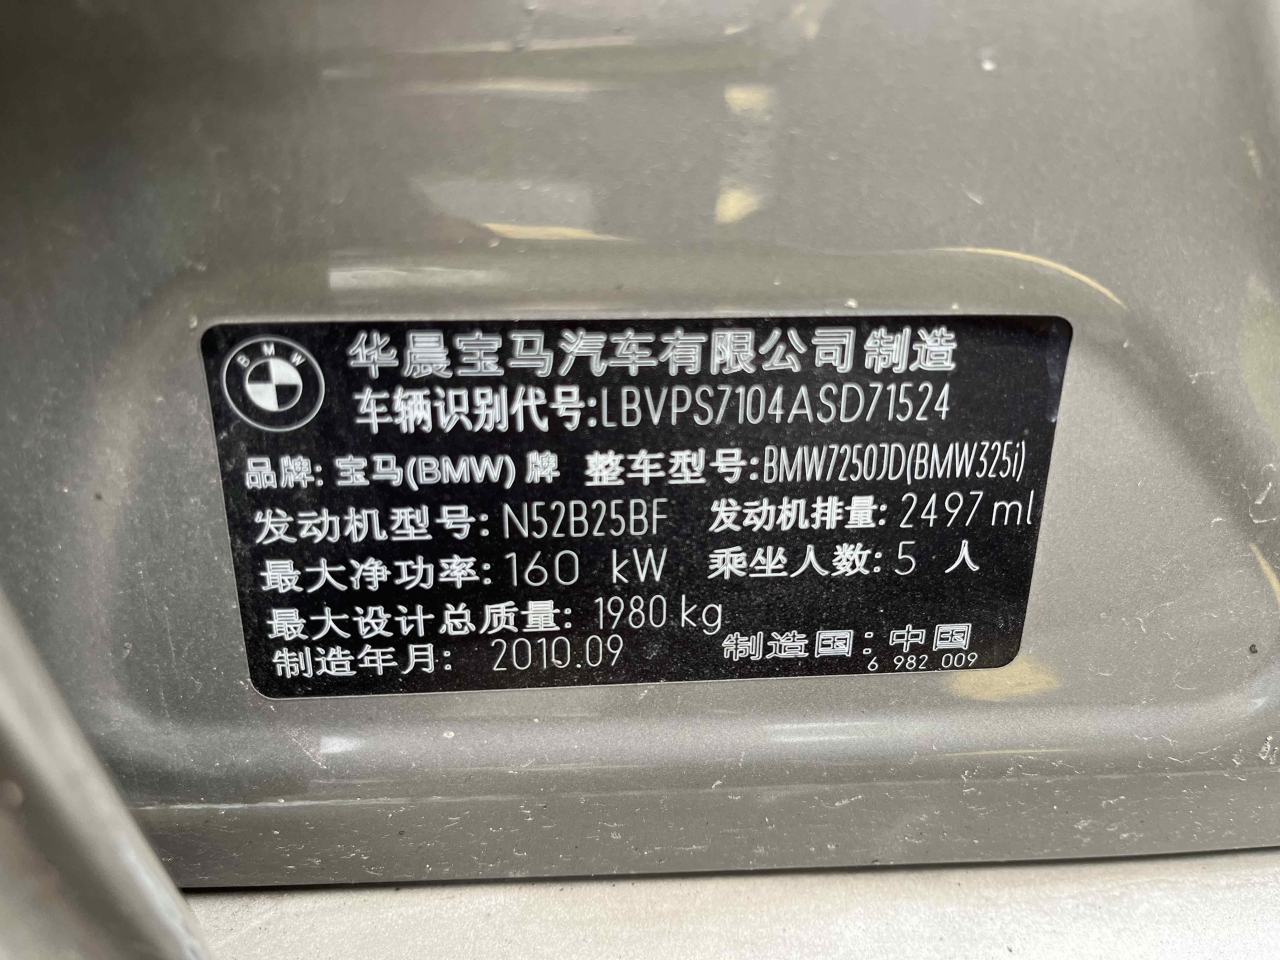 BMW
华晨宝马汽车有限公司制造
车辆识别代号:LBVPS7104ASD71524
品牌: 宝马(BMW) 牌 整车型号:BMW7250JD(BMW325i)
发动机型号: N52B25BF 发动机排量: 2497 ml
最大净功率: 160 kW 乘坐人数: 5 人
最大设计总质量: 1980 kg
制造年月: 2010.09 制造国: 中国
6 982 009